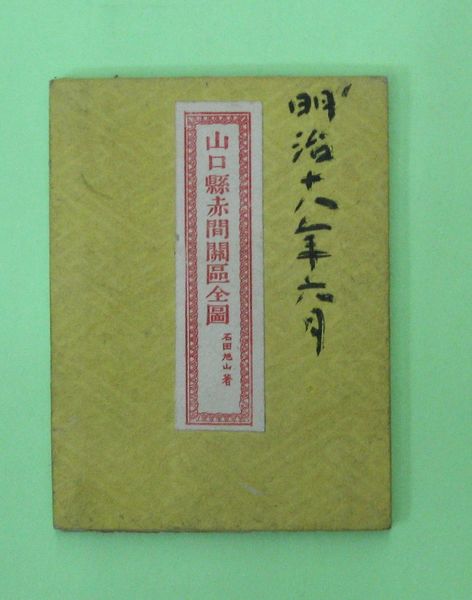 明治十八年六月
山口縣赤間關區全圖
石田旭山著